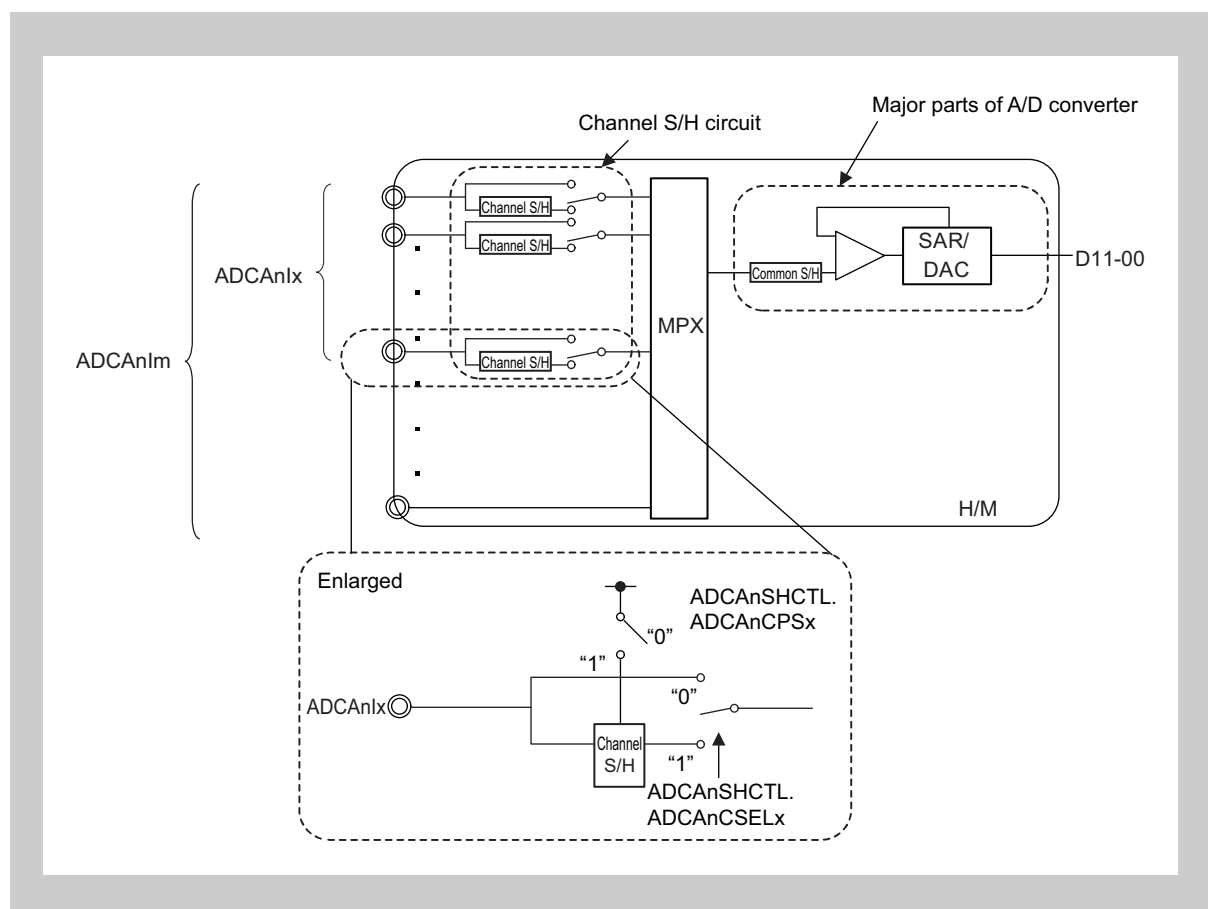 Major parts of A/D converter
Channel S/H circuit
Channel S/H
Channel S/H
SAR/
DAC
D11-00
Common S/H
ADCAnIx
MPX
ADCAnIm
Channel S/H
H/M
Enlarged
ADCAnSHCTL.
ADCAnCPSx
“0”
“1”
“0”
ADCAnIx
Channel
S/H
“1”
ADCAnSHCTL.
ADCAnCSELx